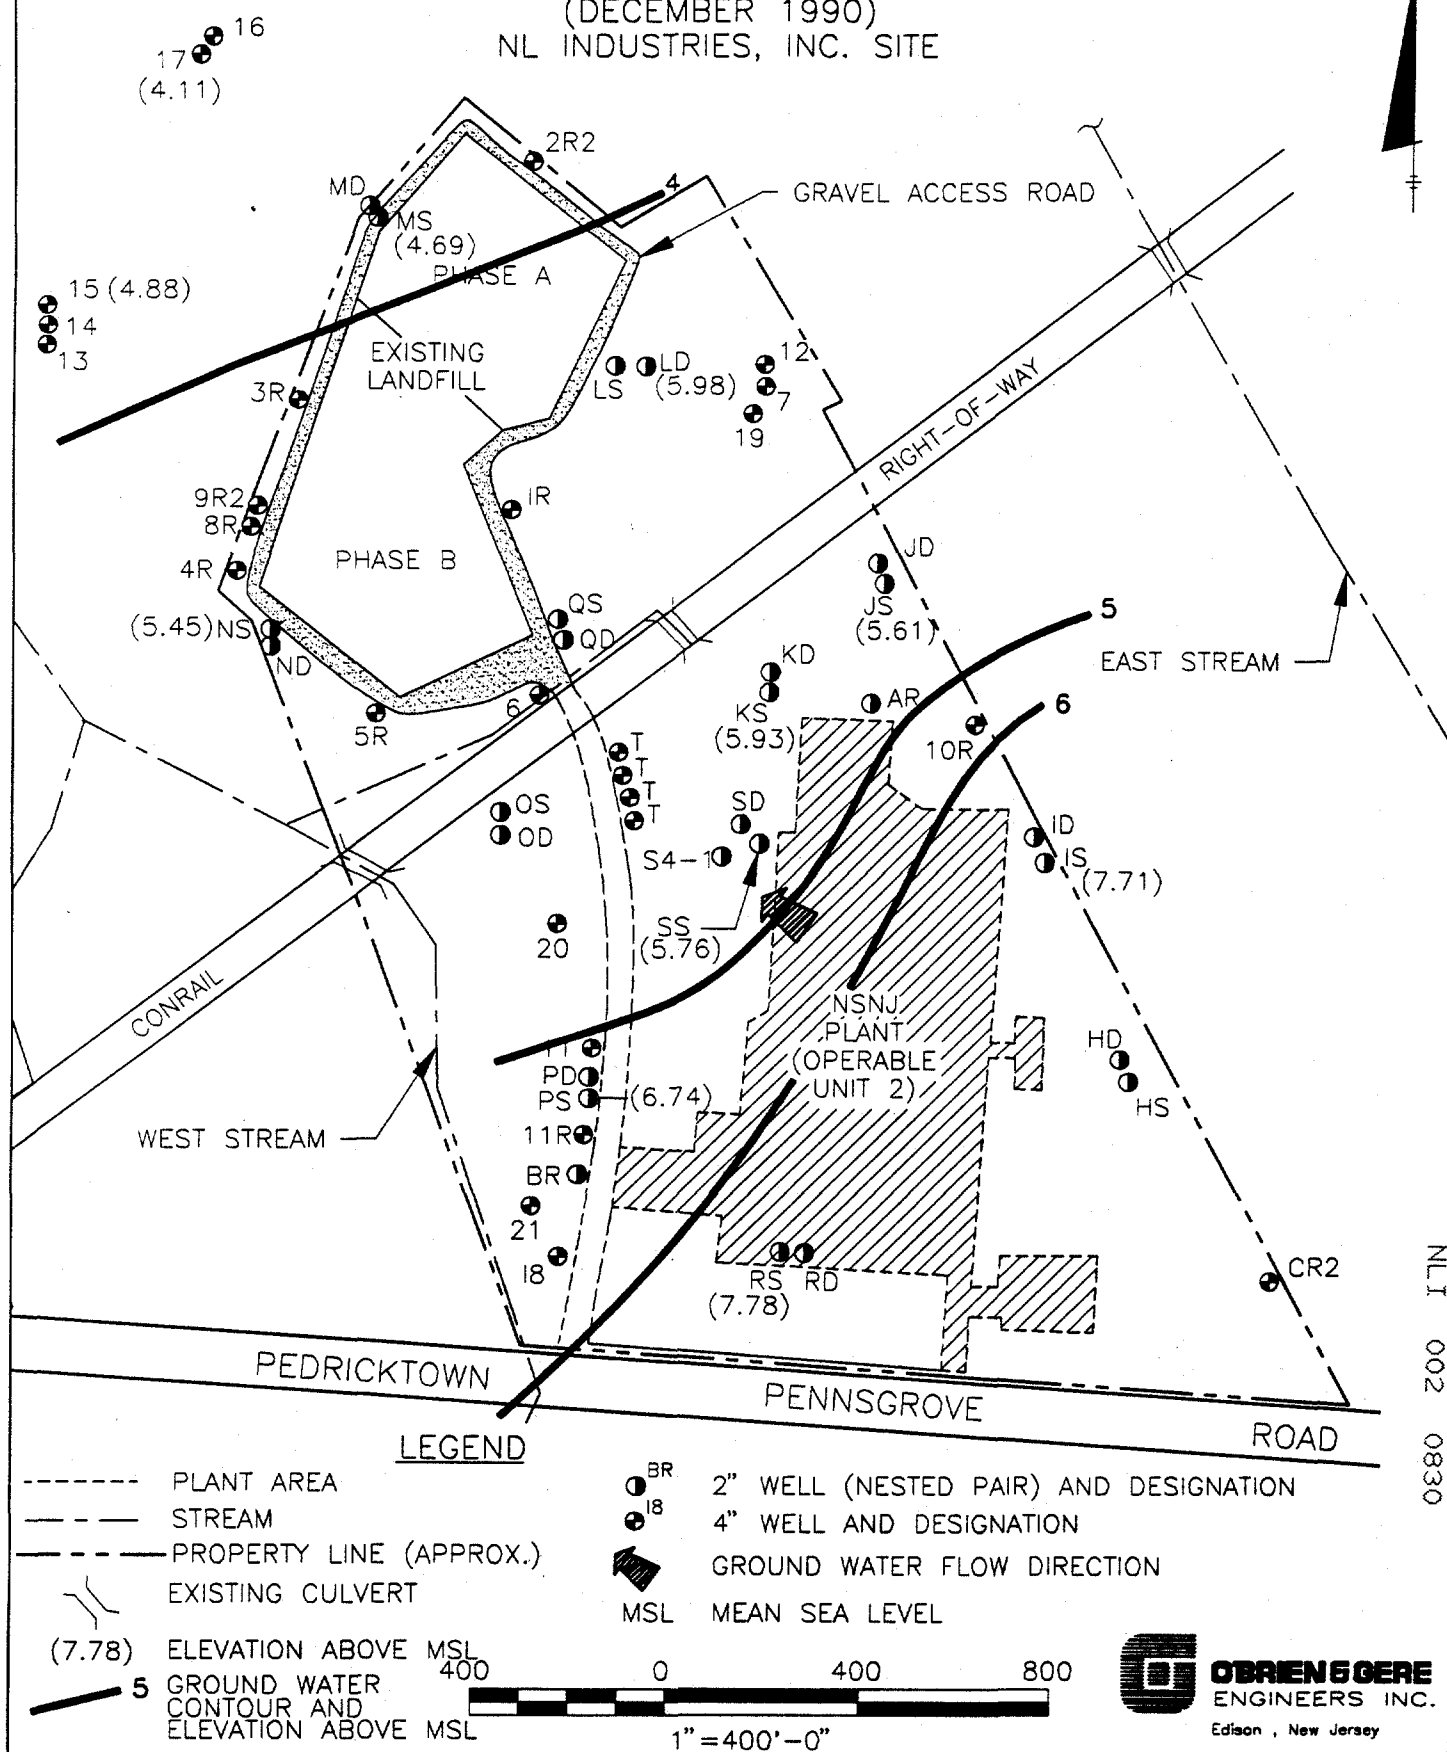 (DECEMBER 1990)
NL INDUSTRIES, INC. SITE
16
17
(4.11)
2R2
MD
MS
(4.69)
4
GRAVEL ACCESS ROAD
PHASE A
15 (4.88)
14
13
EXISTING
LANDFILL
3R
LS
LD
(5.98)
12
7
19
RIGHT-OF-WAY
9R2
8R
IR
PHASE B
4R
JD
JS
(5.61)
5
(5.45) NS
ND
QS
QD
KD
KS
(5.93)
AR
EAST STREAM
6
5R
6
10R
T
T
T
T
OS
OD
SD
S4-1
ID
IS
(7.71)
20
SS
(5.76)
CONRAIL
NSNJ
PLANT
(OPERABLE
UNIT 2)
HD
HS
PD
PS
(6.74)
WEST STREAM
11R
BR
21
I8
RS
RD
(7.78)
CR2
PEDRICKTOWN
PENNSGROVE
ROAD
NLI 002 0830
LEGEND
PLANT AREA
STREAM
PROPERTY LINE (APPROX.)
EXISTING CULVERT
(7.78) ELEVATION ABOVE MSL
5 GROUND WATER
CONTOUR AND
ELEVATION ABOVE MSL
BR 2" WELL (NESTED PAIR) AND DESIGNATION
I8 4" WELL AND DESIGNATION
GROUND WATER FLOW DIRECTION
MSL MEAN SEA LEVEL
400 0 400 800
1"=400'-0"
O'BRIEN & GERE
ENGINEERS INC.
Edison , New Jersey